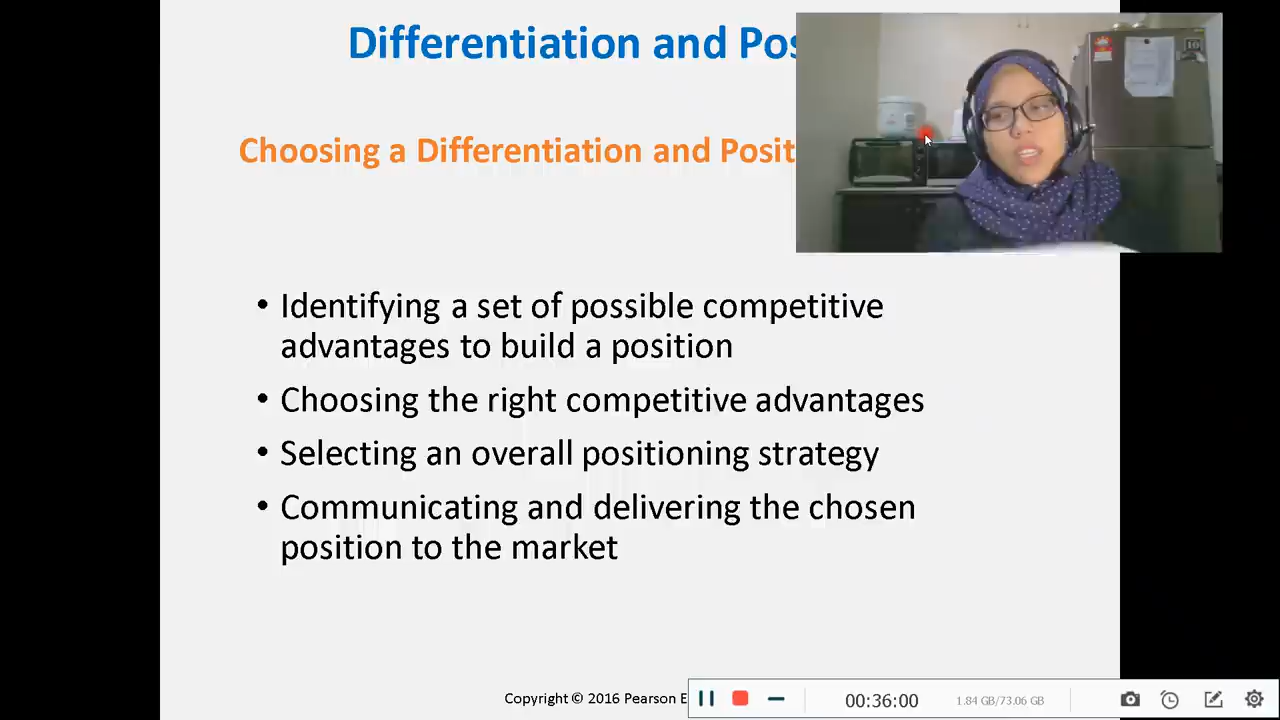 Differentiation and Pos
Choosing a Differentiation and Posit
• Identifying a set of possible competitive
advantages to build a position
• Choosing the right competitive advantages
• Selecting an overall positioning strategy
• Communicating and delivering the chosen
position to the market
Copyright © 2016 Pearson E
00:36:00
1.84 GB/73.06 GB